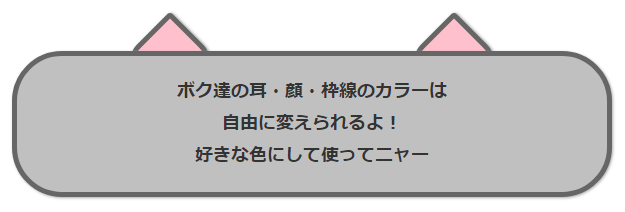 ボク達の耳・顔・枠線のカラーは
自由に変えられるよ！
好きな色にして使ってニャー